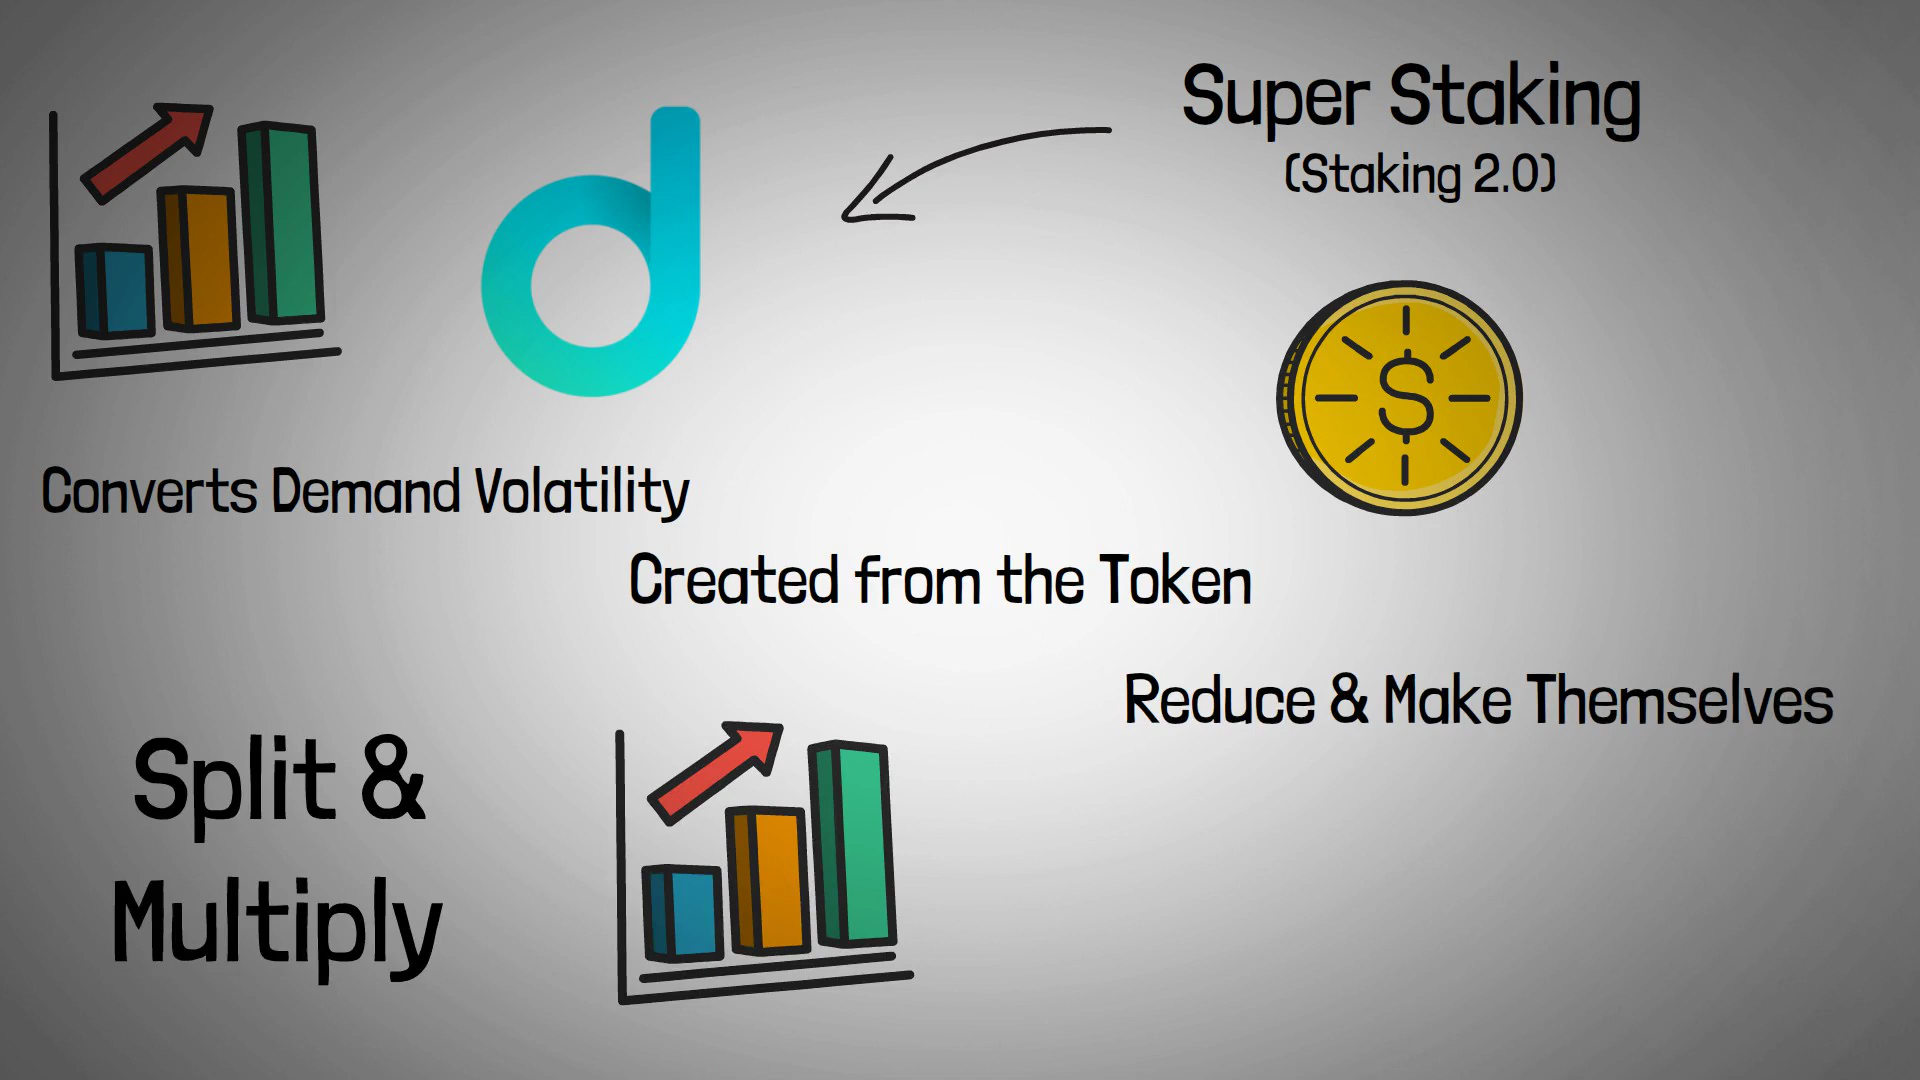 Super Staking
(Staking 2.0)
Converts Demand Volatility
Created from the Token
Reduce & Make Themselves
Split &
Multiply